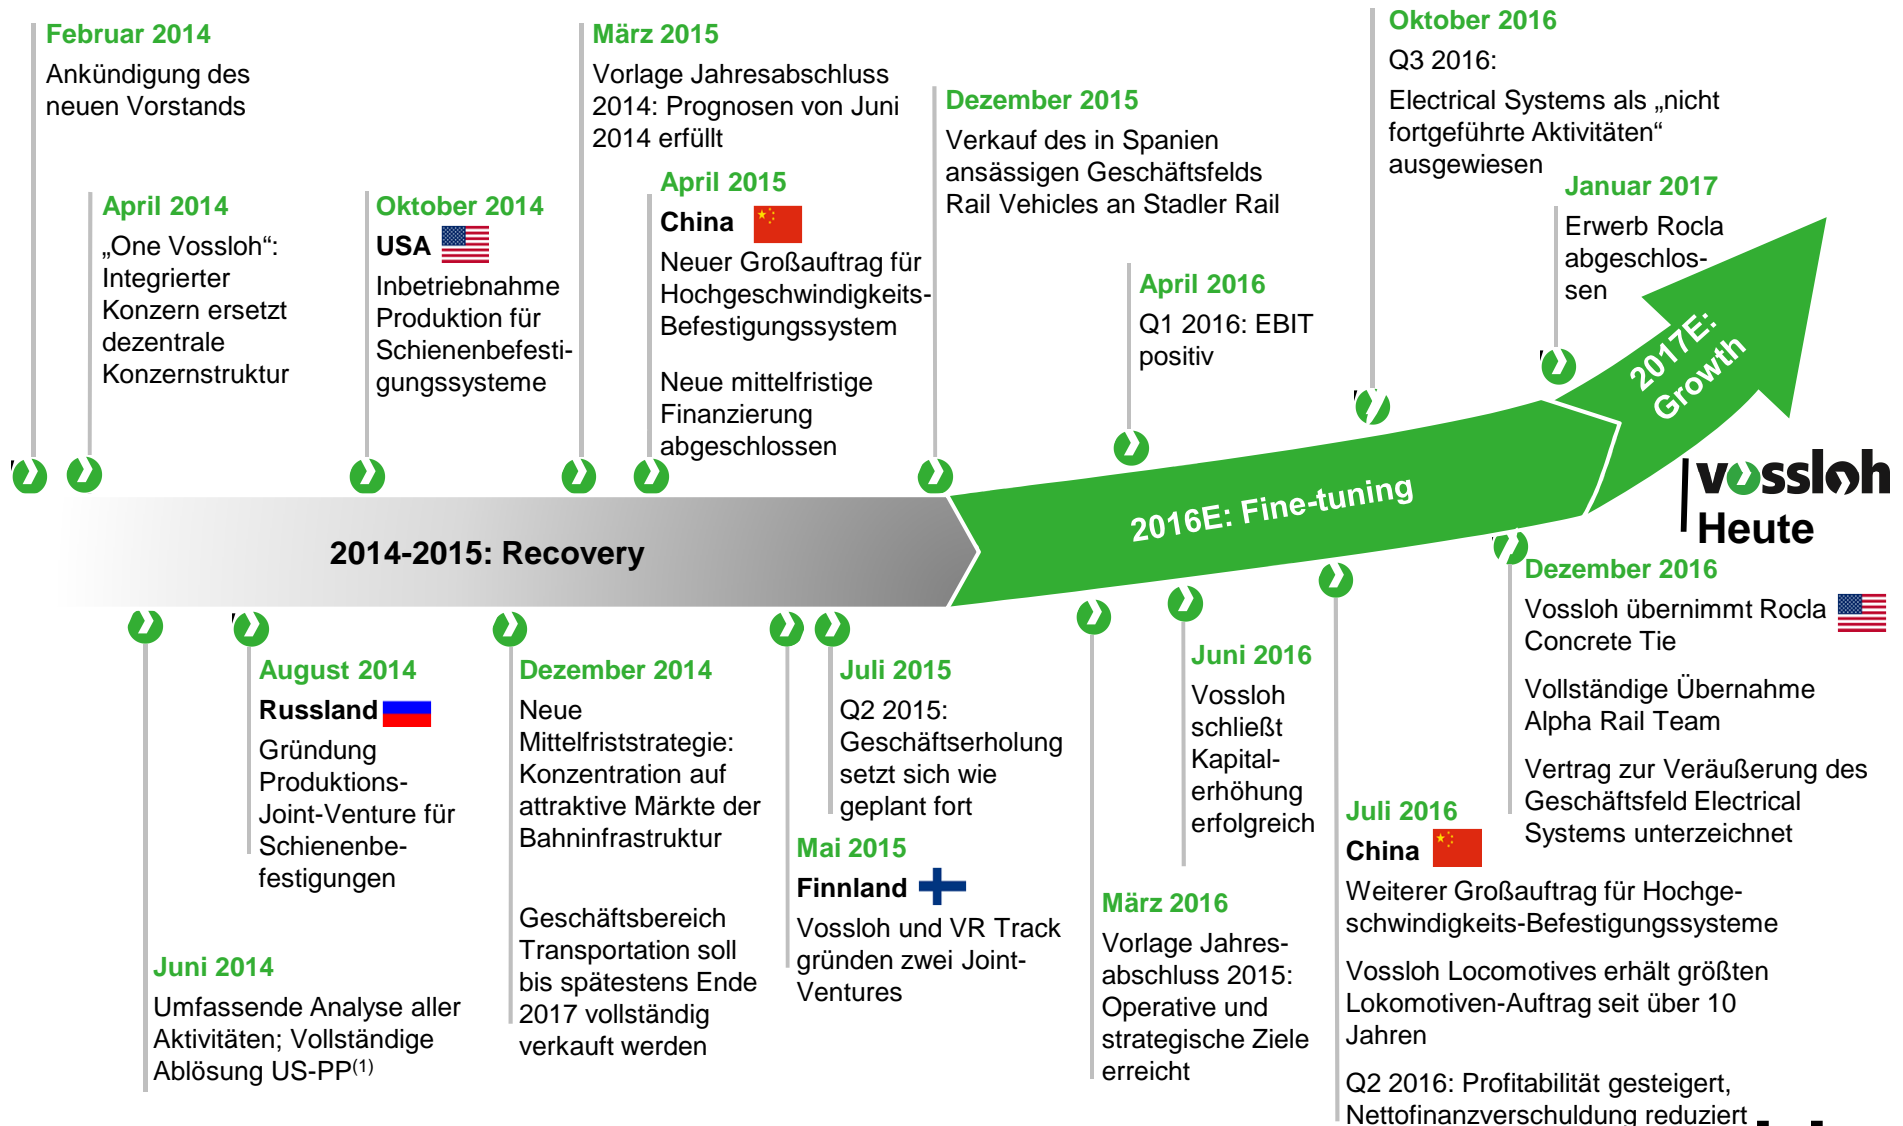 Februar 2014
Ankündigung des
neuen Vorstands
April 2014
„One Vossloh“:
Integrierter
Konzern ersetzt
dezentrale
Konzernstruktur
Oktober 2014
USA
Inbetriebnahme
Produktion für
Schienenbefesti-
gungssysteme
März 2015
Vorlage Jahresabschluss
2014: Prognosen von Juni
2014 erfüllt
April 2015
China
Neuer Großauftrag für
Hochgeschwindigkeits-
Befestigungssystem
Neue mittelfristige
Finanzierung
abgeschlossen
Dezember 2015
Verkauf des in Spanien
ansässigen Geschäftsfelds
Rail Vehicles an Stadler Rail
April 2016
Q1 2016: EBIT
positiv
Oktober 2016
Q3 2016:
Electrical Systems als „nicht
fortgeführte Aktivitäten“
ausgewiesen
Januar 2017
Erwerb Rocla
abgeschlos-
sen
2014-2015: Recovery
2016E: Fine-tuning
2017E:
Growth
vossloh
Heute
Juni 2014
Umfassende Analyse aller
Aktivitäten; Vollständige
Ablösung US-PP(1)
August 2014
Russland
Gründung
Produktions-
Joint-Venture für
Schienenbe-
festigungen
Dezember 2014
Neue
Mittelfriststrategie:
Konzentration auf
attraktive Märkte der
Bahninfrastruktur
Geschäftsbereich
Transportation soll
bis spätestens Ende
2017 vollständig
verkauft werden
Mai 2015
Finnland
Vossloh und VR Track
gründen zwei Joint-
Ventures
Juli 2015
Q2 2015:
Geschäftserholung
setzt sich wie
geplant fort
März 2016
Vorlage Jahres-
abschluss 2015:
Operative und
strategische Ziele
erreicht
Juni 2016
Vossloh
schließt
Kapital-
erhöhung
erfolgreich
Juli 2016
China
Weiterer Großauftrag für Hochge-
schwindigkeits-Befestigungssysteme
Vossloh Locomotives erhält größten
Lokomotiven-Auftrag seit über 10
Jahren
Q2 2016: Profitabilität gesteigert,
Nettofinanzverschuldung reduziert
Dezember 2016
Vossloh übernimmt Rocla
Concrete Tie
Vollständige Übernahme
Alpha Rail Team
Vertrag zur Veräußerung des
Geschäftsfeld Electrical
Systems unterzeichnet